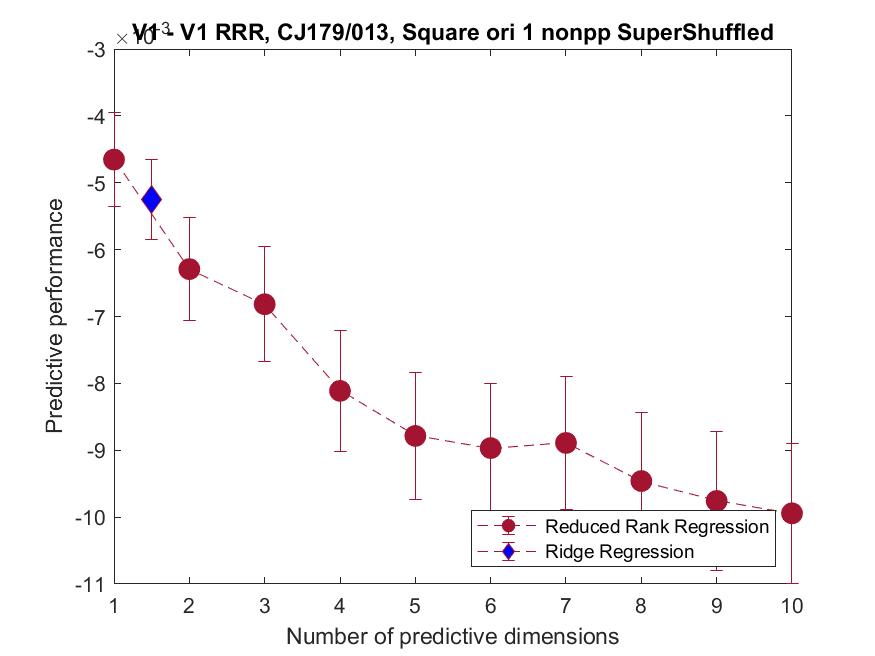 V1 - V1 RRR, CJ179/013, Square ori 1 nonpp SuperShuffled
×10-3
-3
-4
-5
-6
-7
-8
-9
-10
-11
Predictive performance
Reduced Rank Regression
Ridge Regression
1 2 3 4 5 6 7 8 9 10
Number of predictive dimensions